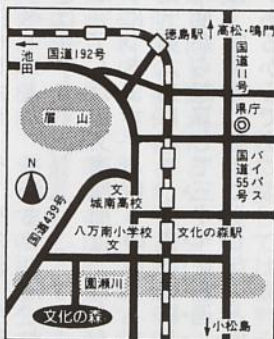 徳島駅
高松・鳴門
国道192号
池田
国道11号
県庁
眉山
国道55号
バイパス
N
文
城南高校
国道439号
八万南小学校
文
文化の森駅
園瀬川
文化の森
小松島